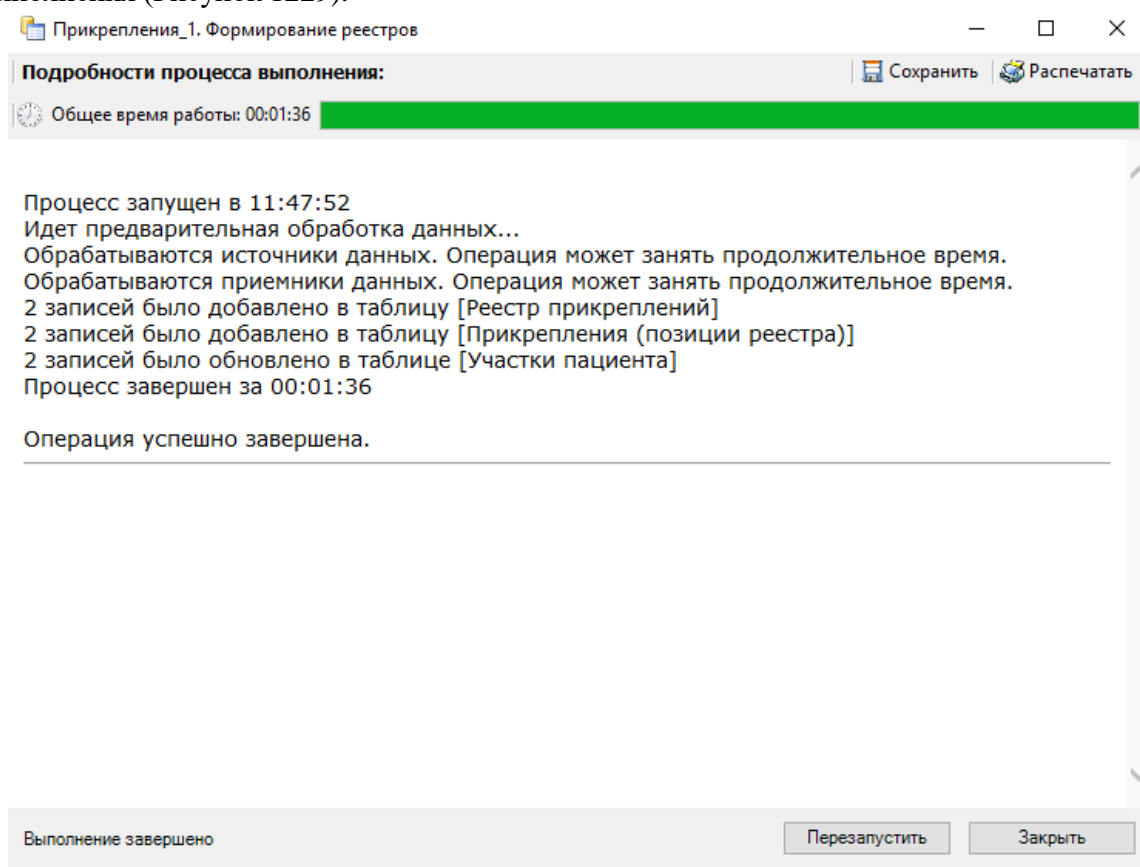 (Рисунок 1229).
Прикрепления_1. Формирование реестров
Подробности процесса выполнения: Сохранить Распечатать
Общее время работы: 00:01:36
Процесс запущен в 11:47:52
Идет предварительная обработка данных...
Обрабатываются источники данных. Операция может занять продолжительное время.
Обрабатываются приемники данных. Операция может занять продолжительное время.
2 записей было добавлено в таблицу [Реестр прикреплений]
2 записей было добавлено в таблицу [Прикрепления (позиции реестра)]
2 записей было обновлено в таблице [Участки пациента]
Процесс завершен за 00:01:36
Операция успешно завершена.
Выполнение завершено Перезапустить Закрыть